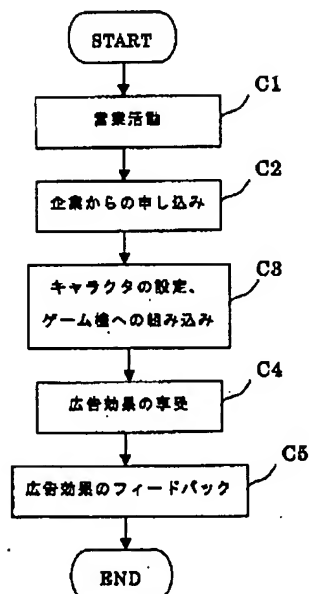 START
C1
営業活動
C2
企業からの申し込み
C3
キャラクタの設定、
ゲーム機への組み込み
C4
広告効果の享受
C5
広告効果のフィードバック
END